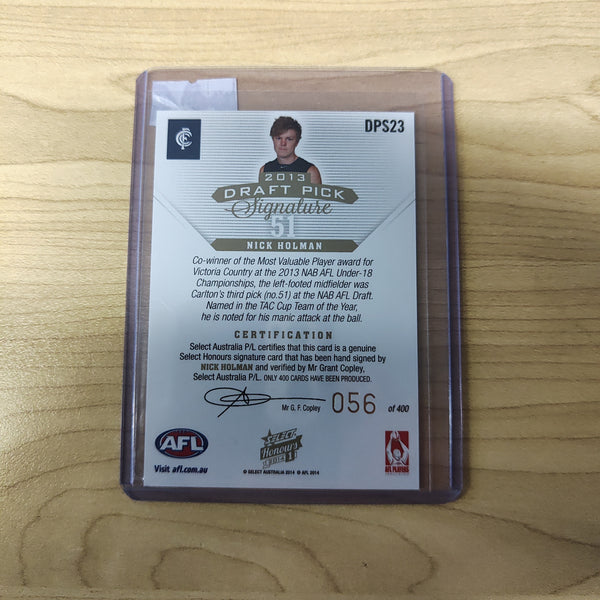 CFC
DPS23
2013
DRAFT PICK
Signature
51
NICK HOLMAN
Co-winner of the Most Valuable Player award for
Victoria Country at the 2013 NAB AFL Under-18
Championships, the left-footed midfielder was
Carlton's third pick (no.51) at the NAB AFL Draft.
Named in the TAC Cup Team of the Year,
he is noted for his manic attack at the ball.
CERTIFICATION
Select Australia P/L certifies that this card is a genuine
Select Honours signature card that has been hand signed by
NICK HOLMAN and verified by Mr Grant Copley,
Select Australia P/L. ONLY 400 CARDS HAVE BEEN PRODUCED.
Mr G. F. Copley
056 of 400
AFL
Visit afl.com.au
SELECT
Honours
© SELECT AUSTRALIA 2014 © AFL 2014
AFL PLAYERS